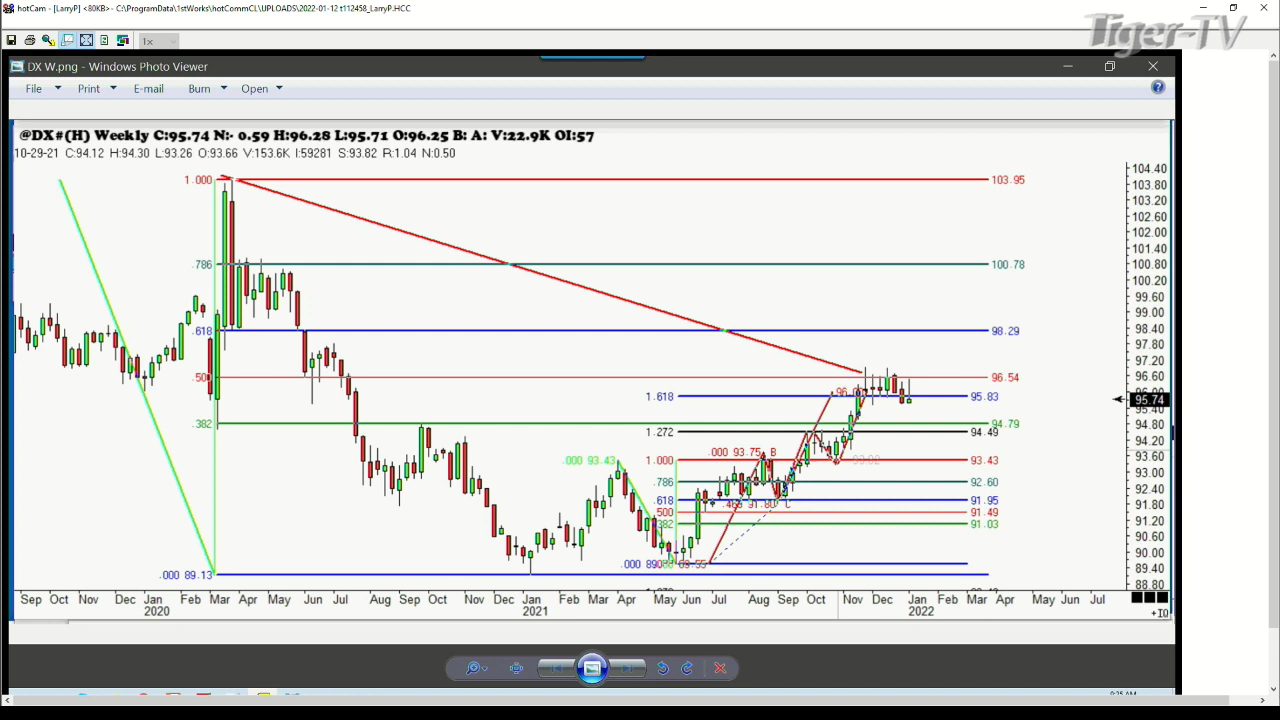 hotCam - [LarryP] <80KB>- C:\ProgramData\1stWorks\hotCommCL\UPLOADS\2022-01-12 t112458_LarryP.HCC
1x
Tiger-TV
DX W.png - Windows Photo Viewer
File Print E-mail Burn Open
@DX#(H) Weekly C:95.74 N:- 0.59 H:96.28 L:95.71 O:96.25 B: A: V:22.9K OI:57
10-29-21 C:94.12 H:94.30 L:93.26 O:93.66 V:153.6K I:59281 S:93.82 R:1.04 N:0.50
104.40
1.000 103.95 103.80
103.20
102.60
102.00
101.40
.786 100.78 100.80
100.20
99.60
99.00
.618 98.29 98.40
97.80
97.20
.500 96.54 96.60
1.618 95.83
95.74
95.40
.382 94.79 94.80
1.272 94.49
94.20
.000 93.75 B
.000 93.43 1.000 93.43 93.60
93.00
.786 92.60 92.40
.618 91.95 91.80
C
500 91.49
382 91.03 91.20
90.60
90.00
89.40
.000 89.13
88.80
Sep Oct Nov Dec Jan Feb Mar Apr May Jun Jul Aug Sep Oct Nov Dec Jan Feb Mar Apr May Jun Jul Aug Sep Oct Nov Dec Jan Feb Mar Apr May Jun Jul
2020 2021 2022